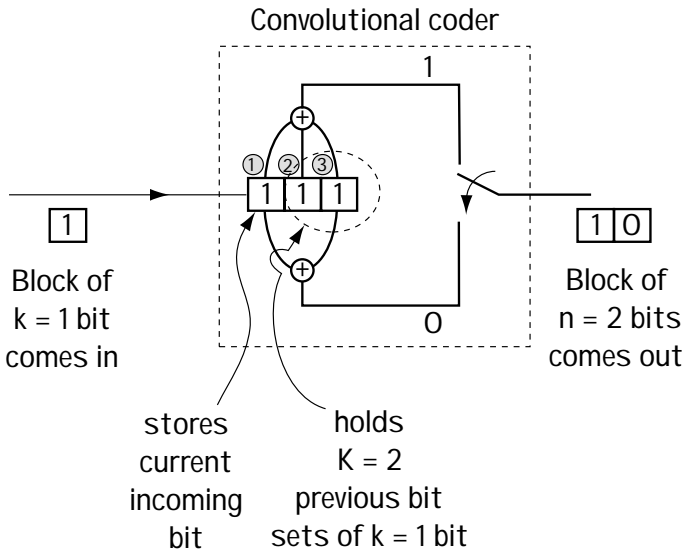 Convolutional coder
1
+
1 2 3
1 1 1
1
1 0
+
0
Block of
k = 1 bit
comes in
Block of
n = 2 bits
comes out
stores
current
incoming
bit
holds
K = 2
previous bit
sets of k = 1 bit